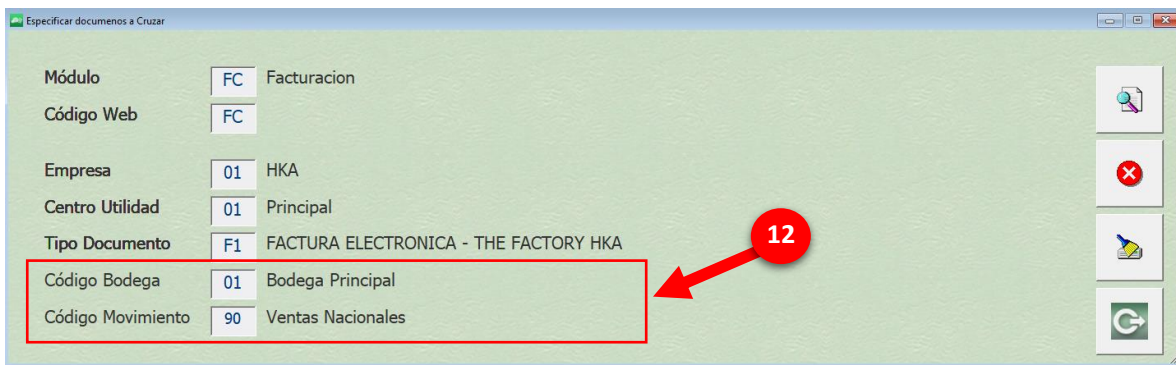 Especificar documenos a Cruzar
Módulo FC Facturacion
Código Web FC
Empresa 01 HKA
Centro Utilidad 01 Principal
Tipo Documento F1 FACTURA ELECTRONICA - THE FACTORY HKA
12
Código Bodega 01 Bodega Principal
Código Movimiento 90 Ventas Nacionales